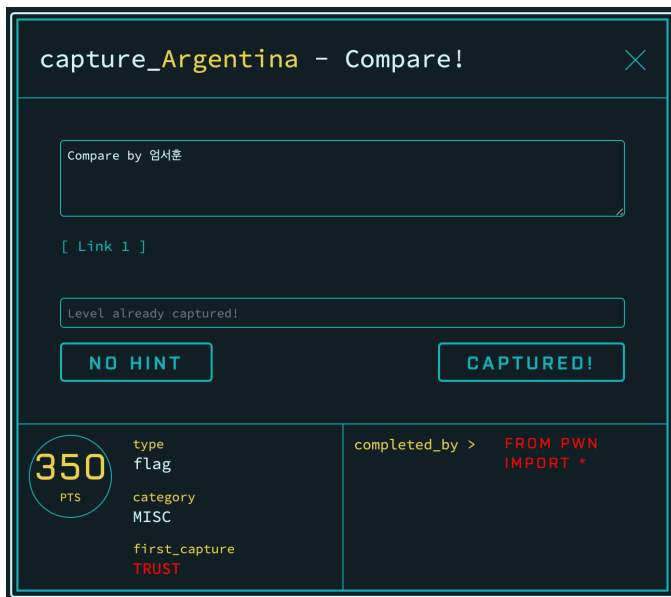 capture_Argentina - Compare!
Compare by 엄서훈
[ Link 1 ]
Level already captured!
NO HINT
CAPTURED!
350
PTS
type
flag
category
MISC
first_capture
TRUST
completed_by >
FROM PWN
IMPORT *